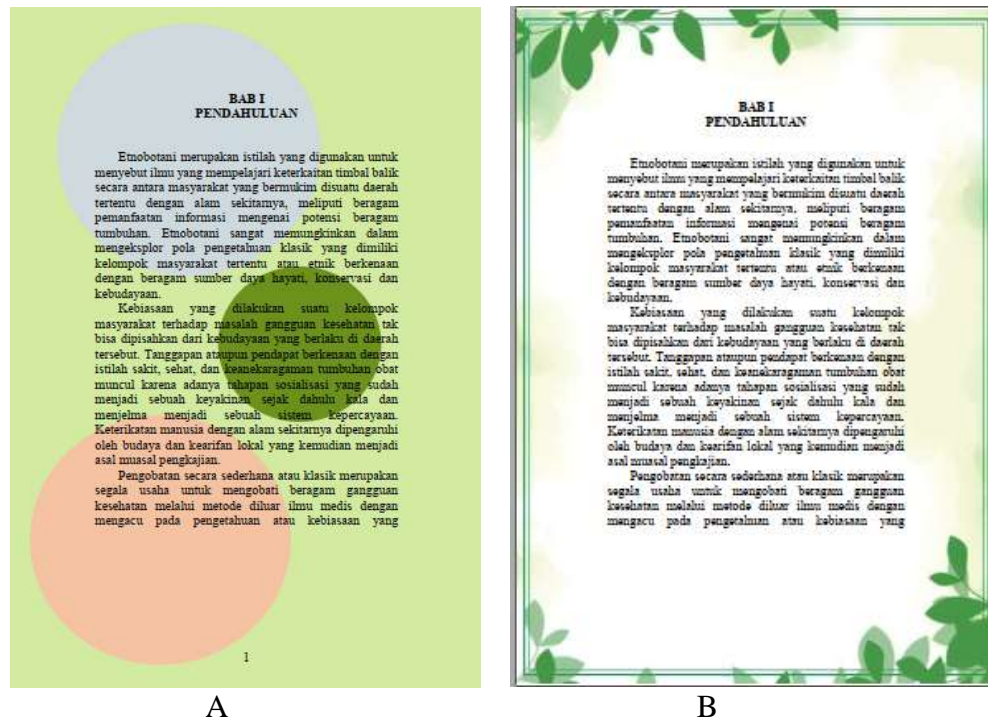 BAB I
PENDAHULUAN
Etnobotani merupakan istilah yang digunakan untuk
menyebut ilmu yang mempelajari keterkaitan timbal balik
secara antara masyarakat yang bermukim disuatu daerah
tertentu dengan alam sekitarnya, meliputi beragam
pemanfaatan informasi mengenai potensi beragam
tumbuhan. Etnobotani sangat memungkinkan dalam
mengeksplor pola pengetahuan klasik yang dimiliki
kelompok masyarakat tertentu atau etnik berkenaan
dengan beragam sumber daya hayati, konservasi dan
kebudayaan.
Kebiasaan yang dilakukan suatu kelompok
masyarakat terhadap masalah gangguan kesehatan tak
bisa dipisahkan dari kebudayaan yang berlaku di daerah
tersebut. Tanggapan ataupun pendapat berkenaan dengan
istilah sakit, sehat, dan keanekaragaman tumbuhan obat
muncul karena adanya tahapan sosialisasi yang sudah
menjadi sebuah keyakinan sejak dahulu kala dan
menjelma menjadi sebuah sistem kepercayaan.
Keterikatan manusia dengan alam sekitarnya dipengaruhi
oleh budaya dan kearifan lokal yang kemudian menjadi
asal muasal pengkajian.
Pengobatan secara sederhana atau klasik merupakan
segala usaha untuk mengobati beragam gangguan
kesehatan melalui metode diluar ilmu medis dengan
mengacu pada pengetahuan atau kebiasaan yang
1
A
BAB I
PENDAHULUAN
Etnobotani merupakan istilah yang digunakan untuk
menyebut ilmu yang mempelajari keterkaitan timbal balik
secara antara masyarakat yang bermukim disuatu daerah
tertentu dengan alam sekitarnya, meliputi beragam
pemanfaatan informasi mengenai potensi beragam
tumbuhan. Etnobotani sangat memungkinkan dalam
mengeksplor pola pengetahuan klasik yang dimiliki
kelompok masyarakat tertentu atau etnik berkenaan
dengan beragam sumber daya hayati, konservasi dan
kebudayaan.
Kebiasaan yang dilakukan suatu kelompok
masyarakat terhadap masalah gangguan kesehatan tak
bisa dipisahkan dari kebudayaan yang berlaku di daerah
tersebut. Tanggapan ataupun pendapat berkenaan dengan
istilah sakit, sehat, dan keanekaragaman tumbuhan obat
muncul karena adanya tahapan sosialisasi yang sudah
menjadi sebuah keyakinan sejak dahulu kala dan
menjelma menjadi sebuah sistem kepercayaan.
Keterikatan manusia dengan alam sekitarnya dipengaruhi
oleh budaya dan kearifan lokal yang kemudian menjadi
asal muasal pengkajian.
Pengobatan secara sederhana atau klasik merupakan
segala usaha untuk mengobati beragam gangguan
kesehatan melalui metode diluar ilmu medis dengan
mengacu pada pengetahuan atau kebiasaan yang
B